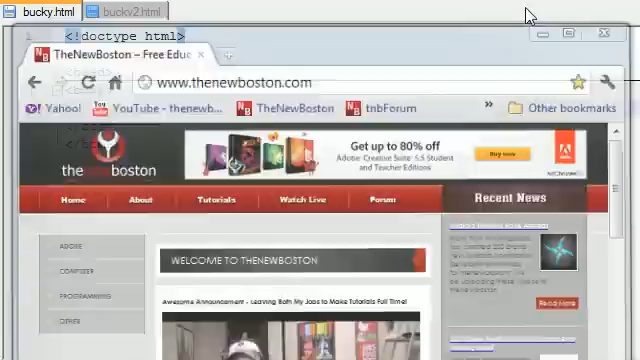 bucky.html
buckyv2.html
<!doctype html>
TheNewBoston – Free Educ
www.thenewboston.com
Yahoo!
YouTube - thenewb...
TheNewBoston
tnbForum
»
Other bookmarks
thenewboston
Get up to 80% off
Adobe Creative Suite 5.5 Student
and Teacher Editions
Buy now
Home
About
Tutorials
Watch Live
Forum
Recent News
ADOBE
COMPUTER
PROGRAMMING
OTHER
WELCOME TO THENEWBOSTON
Awesome Announcement - Leaving Both My Jobs to Make Tutorials Full Time!
Read More